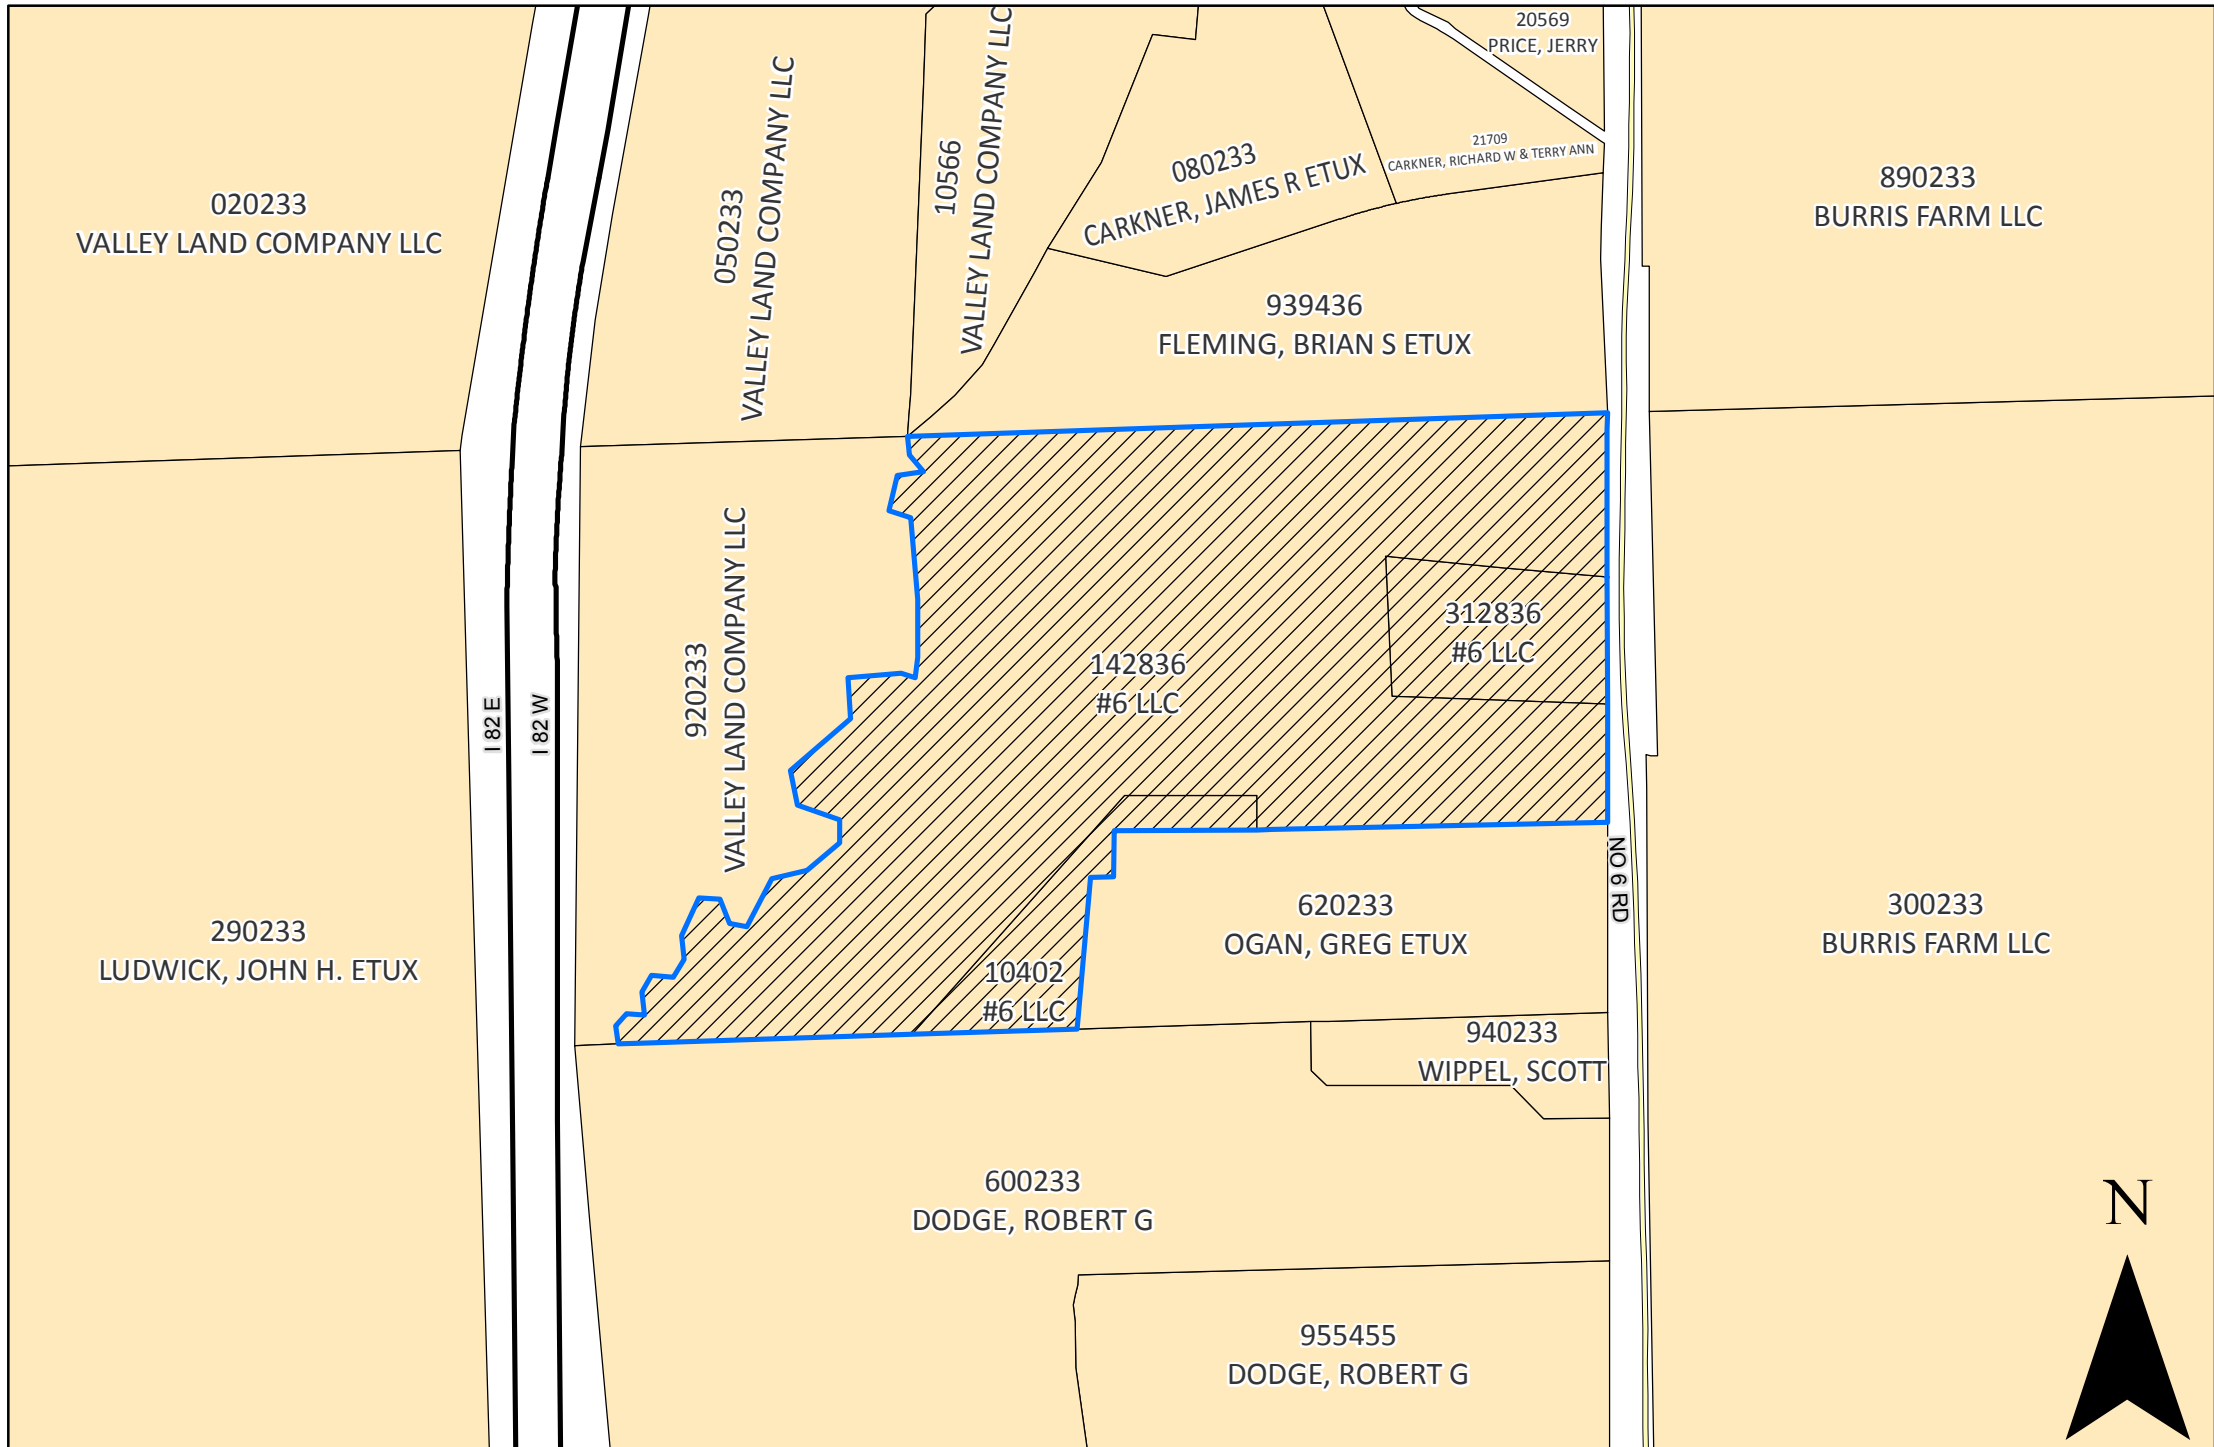 20569
PRICE, JERRY
21709
CARKNER, RICHARD W & TERRY ANN
080233
CARKNER, JAMES R ETUX
10566
VALLEY LAND COMPANY LLC
050233
VALLEY LAND COMPANY LLC
020233
VALLEY LAND COMPANY LLC
890233
BURRIS FARM LLC
939436
FLEMING, BRIAN S ETUX
920233
VALLEY LAND COMPANY LLC
312836
#6 LLC
142836
#6 LLC
I 82 E
I 82 W
NO 6 RD
620233
OGAN, GREG ETUX
300233
BURRIS FARM LLC
290233
LUDWICK, JOHN H. ETUX
10402
#6 LLC
940233
WIPPEL, SCOTT
600233
DODGE, ROBERT G
N
955455
DODGE, ROBERT G